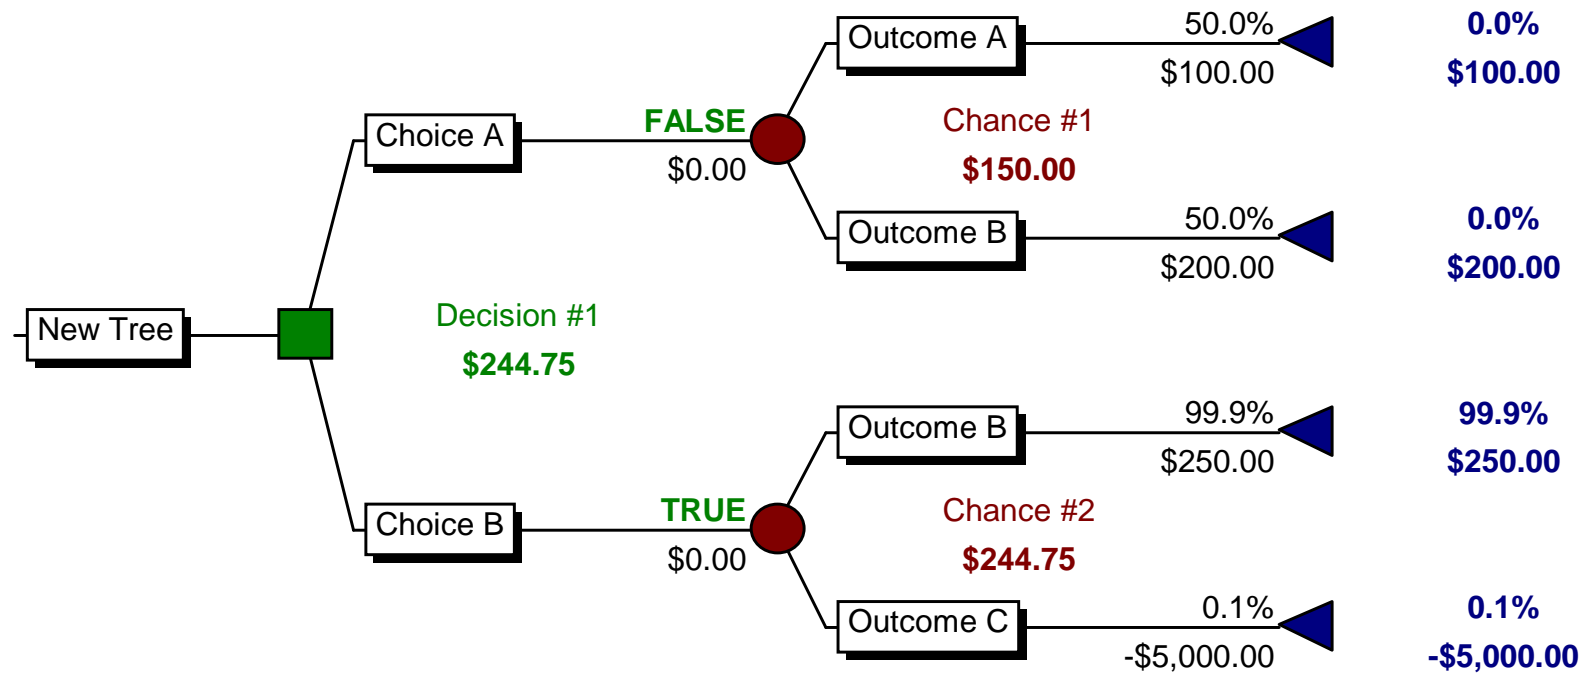 50.0%
0.0%
Outcome A
$100.00
$100.00
FALSE
Chance #1
Choice A
$0.00
$150.00
50.0%
0.0%
Outcome B
$200.00
$200.00
New Tree
Decision #1
$244.75
99.9%
99.9%
Outcome B
$250.00
$250.00
TRUE
Chance #2
Choice B
$0.00
$244.75
0.1%
0.1%
Outcome C
-$5,000.00
-$5,000.00